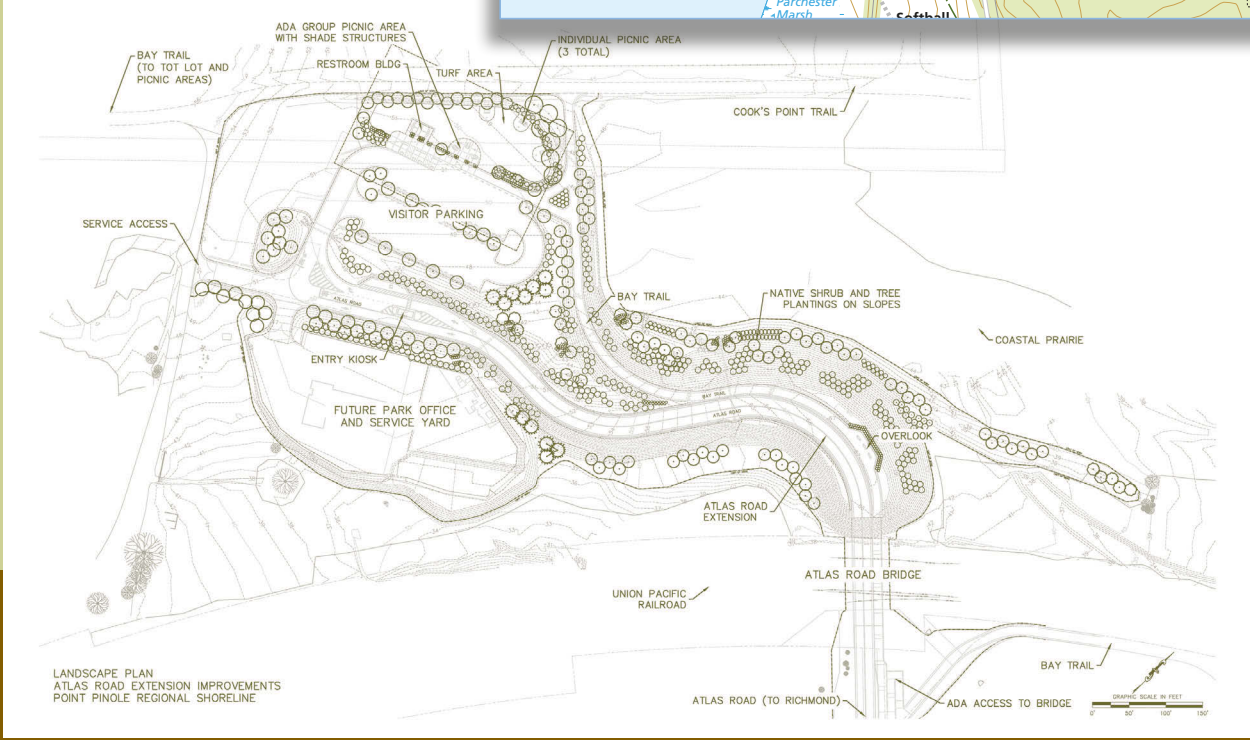 Parchester
Marsh
Softball
ADA GROUP PICNIC AREA
WITH SHADE STRUCTURES
INDIVIDUAL PICNIC AREA
(3 TOTAL)
BAY TRAIL
(TO TOT LOT AND
PICNIC AREAS)
RESTROOM BLDG
TURF AREA
COOK'S POINT TRAIL
SERVICE ACCESS
VISITOR PARKING
ATLAS ROAD
BAY TRAIL
NATIVE SHRUB AND TREE
PLANTINGS ON SLOPES
COASTAL PRAIRIE
ENTRY KIOSK
BAY TRAIL
ATLAS ROAD
FUTURE PARK OFFICE
AND SERVICE YARD
OVERLOOK
ATLAS ROAD
EXTENSION
ATLAS ROAD BRIDGE
UNION PACIFIC
RAILROAD
BAY TRAIL
LANDSCAPE PLAN
ATLAS ROAD EXTENSION IMPROVEMENTS
POINT PINOLE REGIONAL SHORELINE
ATLAS ROAD (TO RICHMOND)
ADA ACCESS TO BRIDGE
GRAPHIC SCALE IN FEET
0' 50' 100' 150'